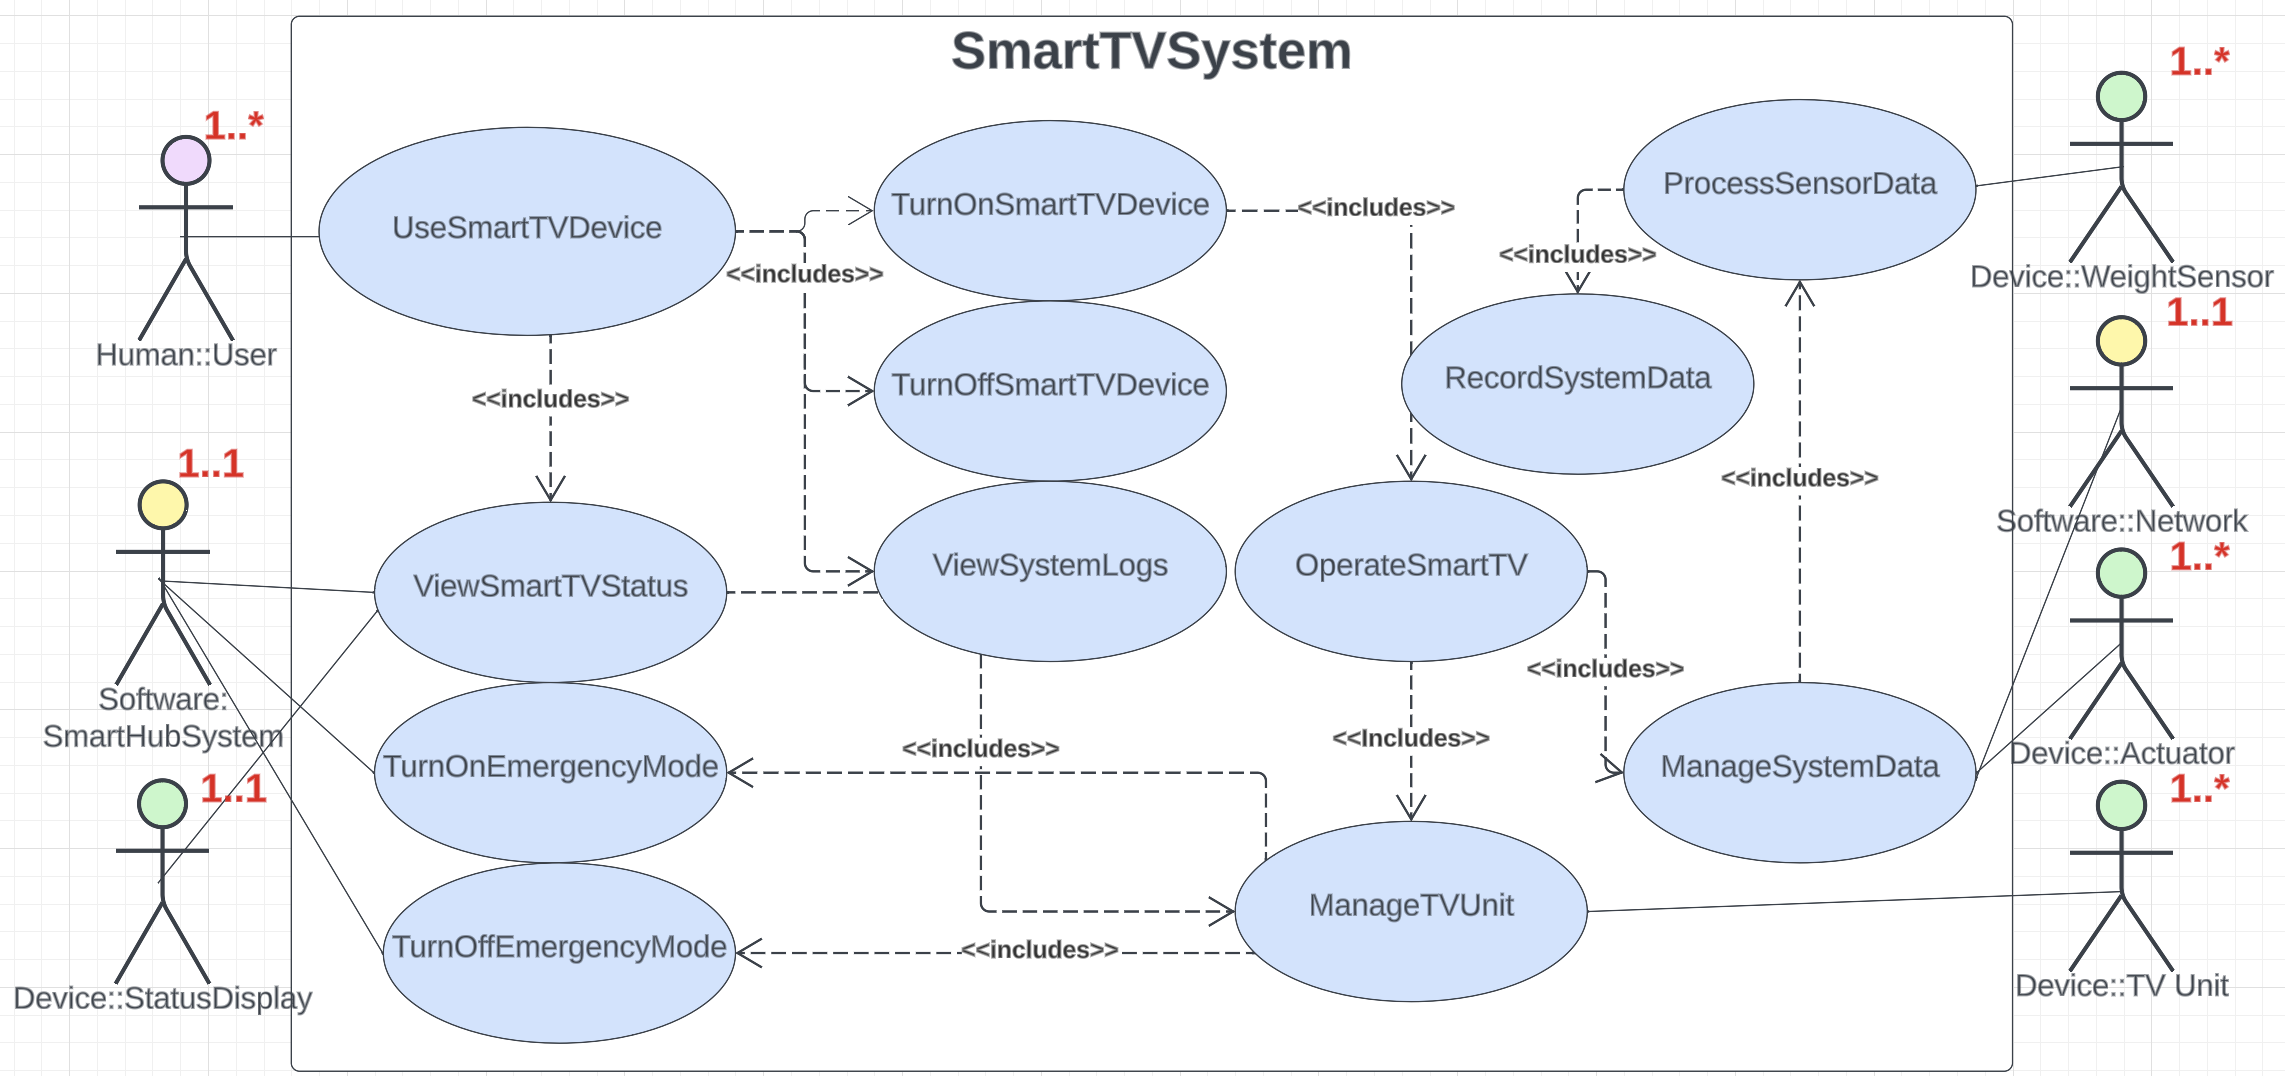 SmartTVSystem
1..*
Human::User
1..1
Software:
SmartHubSystem
1..1
Device::StatusDisplay
UseSmartTVDevice
<<includes>>
<<includes>>
ViewSmartTVStatus
TurnOnEmergencyMode
TurnOffEmergencyMode
TurnOnSmartTVDevice
TurnOffSmartTVDevice
ViewSystemLogs
<<includes>>
<<includes>>
<<includes>>
<<includes>>
RecordSystemData
OperateSmartTV
<<Includes>>
<<includes>>
ManageTVUnit
ProcessSensorData
<<includes>>
ManageSystemData
1..*
Device::WeightSensor
1..1
Software::Network
1..*
Device::Actuator
1..*
Device::TV Unit